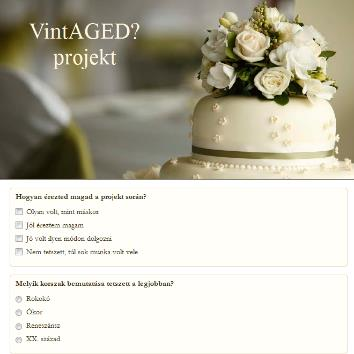 VintAGED?
projekt
Hogyan érezted magad a projekt során?
Olyan volt, mint máskor
Jól éreztem magam
Jó volt ilyen módon dolgozni
Nem tetszett, túl sok munka volt vele
Melyik korszak bemutatása tetszett a legjobban?
Rokokó
Ókor
Reneszánsz
XX. század